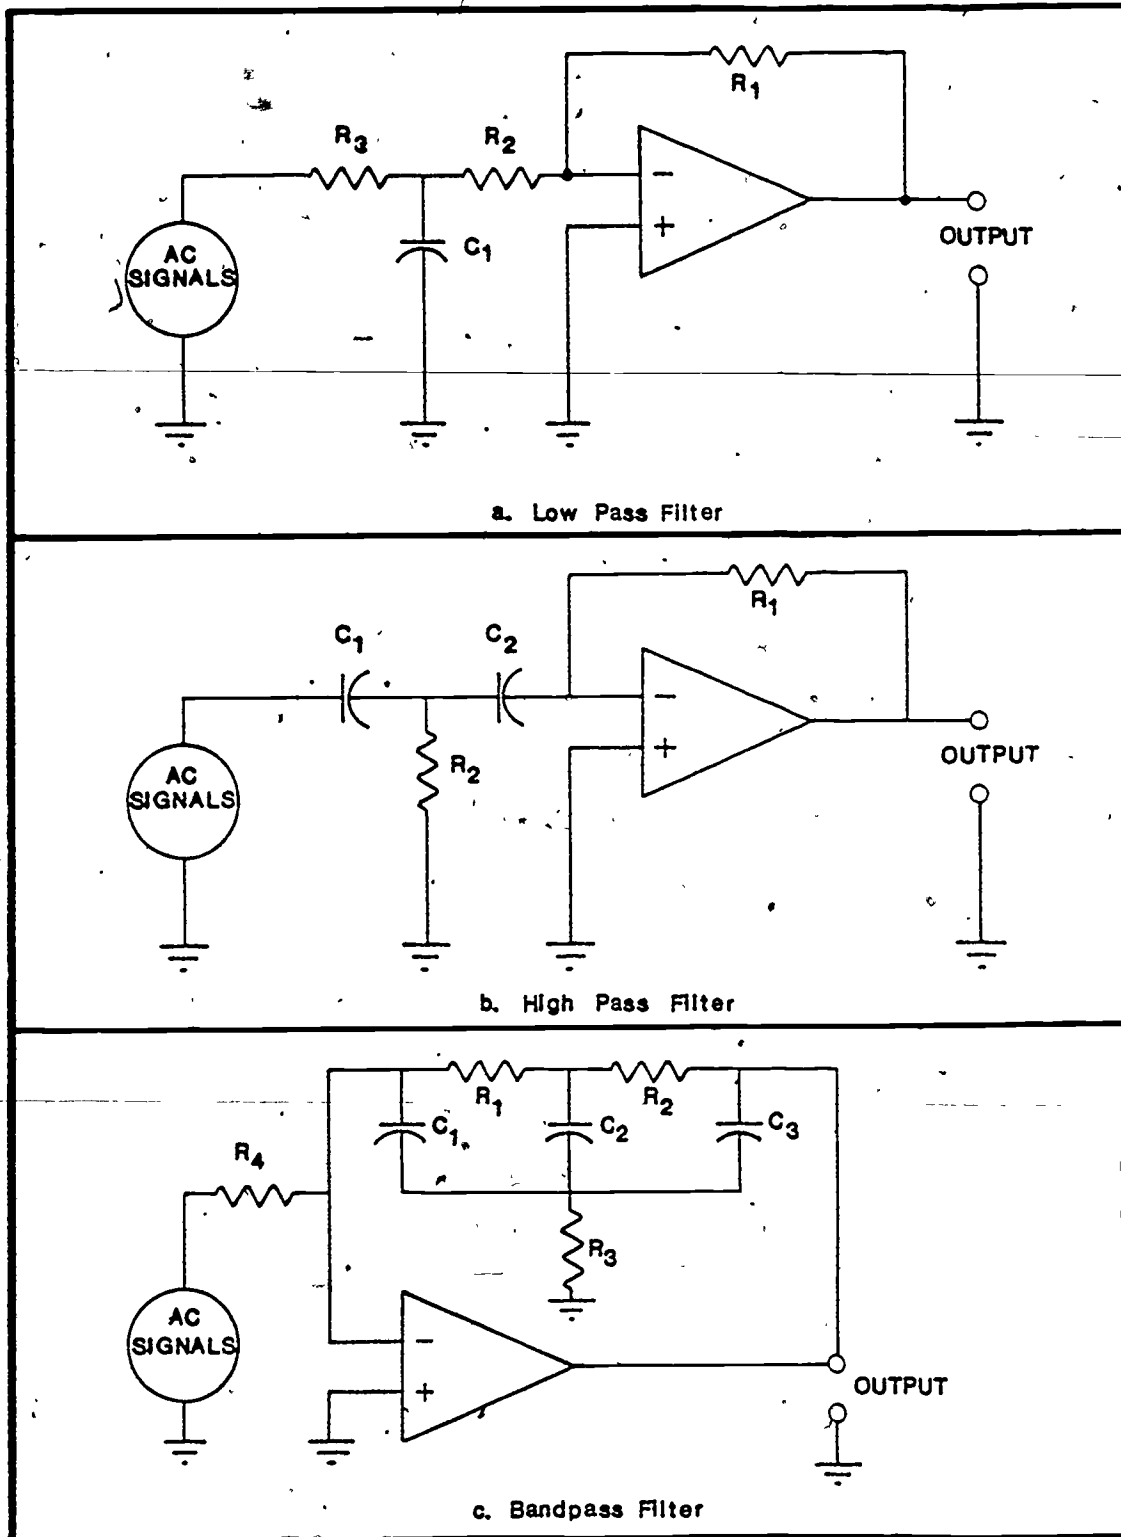 R1
R3
R2
−
+
C1
AC
SIGNALS
OUTPUT
a. Low Pass Filter
R1
C1
C2
−
+
R2
AC
SIGNALS
OUTPUT
b. High Pass Filter
R1
R2
C1
C2
C3
R4
R3
AC
SIGNALS
−
+
OUTPUT
c. Bandpass Filter